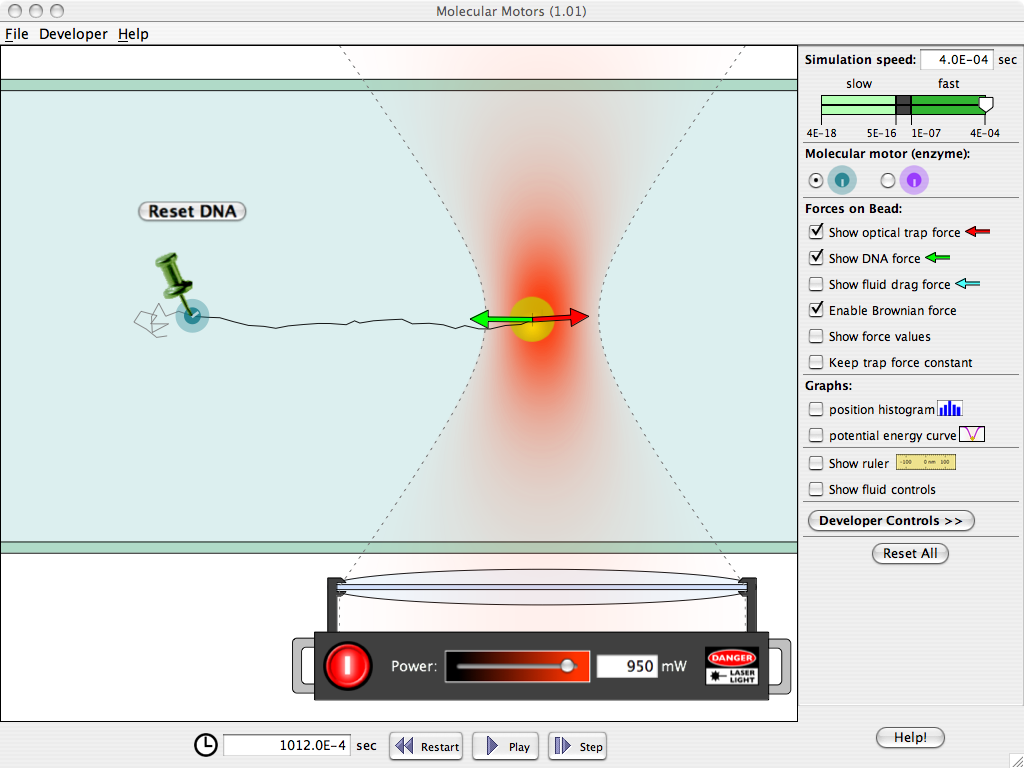 Molecular Motors (1.01)
File Developer Help
Simulation speed: 4.0E-04 sec
slow fast
4E-18 5E-16 1E-07 4E-04
Molecular motor (enzyme):
Forces on Bead:
Show optical trap force
Show DNA force
Show fluid drag force
Enable Brownian force
Show force values
Keep trap force constant
Graphs:
position histogram
potential energy curve
Show ruler -100 0 nm 100
Show fluid controls
Developer Controls >>
Reset All
Reset DNA
Power: 950 mW
DANGER
LASER
LIGHT
1012.0E-4 sec Restart Play Step
Help!